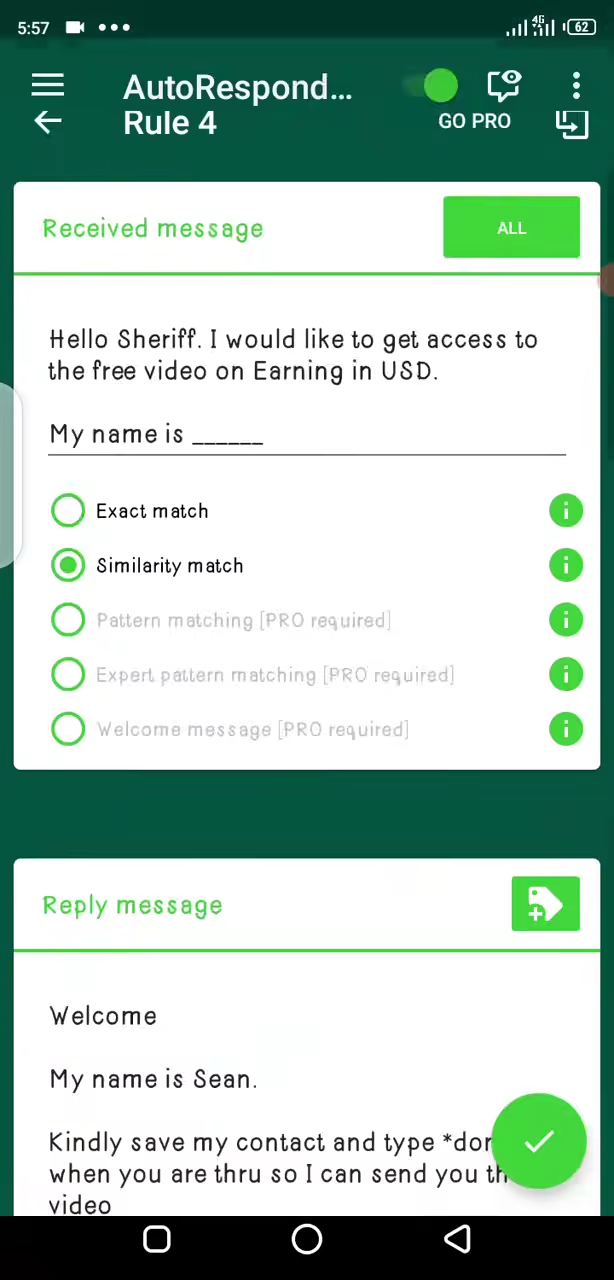 5:57
4G
62
AutoRespond...
Rule 4
GO PRO
Received message
ALL
Hello Sheriff. I would like to get access to
the free video on Earning in USD.
My name is ______
Exact match
Similarity match
Pattern matching [PRO required]
Expert pattern matching [PRO required]
Welcome message [PRO required]
Reply message
Welcome
My name is Sean.
Kindly save my contact and type
when you are thru so I can send you
video